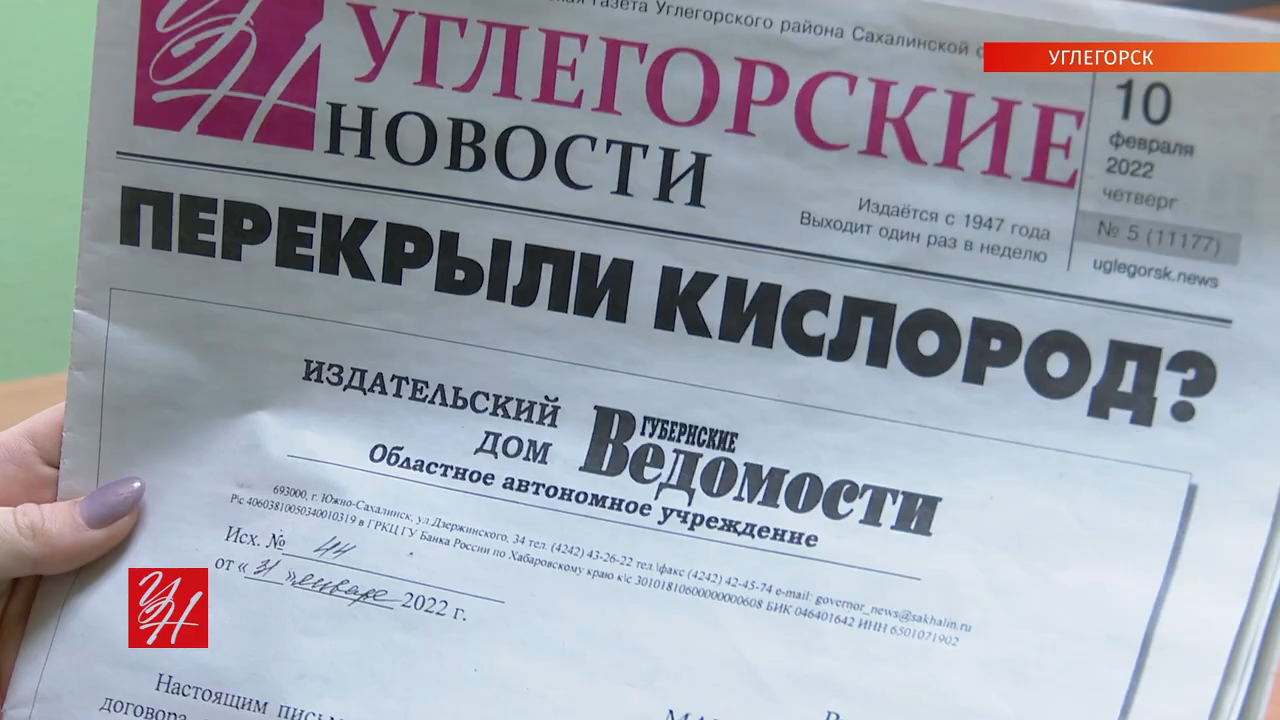 газета Углегорского района Сахалинской
УГЛЕГОРСК
УН
УГЛЕГОРСКИЕ
НОВОСТИ
10
февраля
2022
четверг
№ 5 (11177)
uglegorsk.news
Издаётся с 1947 года
Выходит один раз в неделю
ПЕРЕКРЫЛИ КИСЛОРОД?
ИЗДАТЕЛЬСКИЙ
ДОМ
ГУБЕРНСКИЕ
ВЕДОМОСТИ
Областное автономное учреждение
693000, г. Южно-Сахалинск, ул.Дзержинского, 34 тел. (4242) 43-26-22 тел.\факс (4242) 42-45-74 e-mail: governor_news@sakhalin.ru
Р\с 40603810050340010319 в ГРКЦ ГУ Банка России по Хабаровскому краю к\с 30101810600000000608 БИК 046401642 ИНН 6501071902
Исх. № 44
от « 31 » января 2022 г.
УН
Настоящим
договора